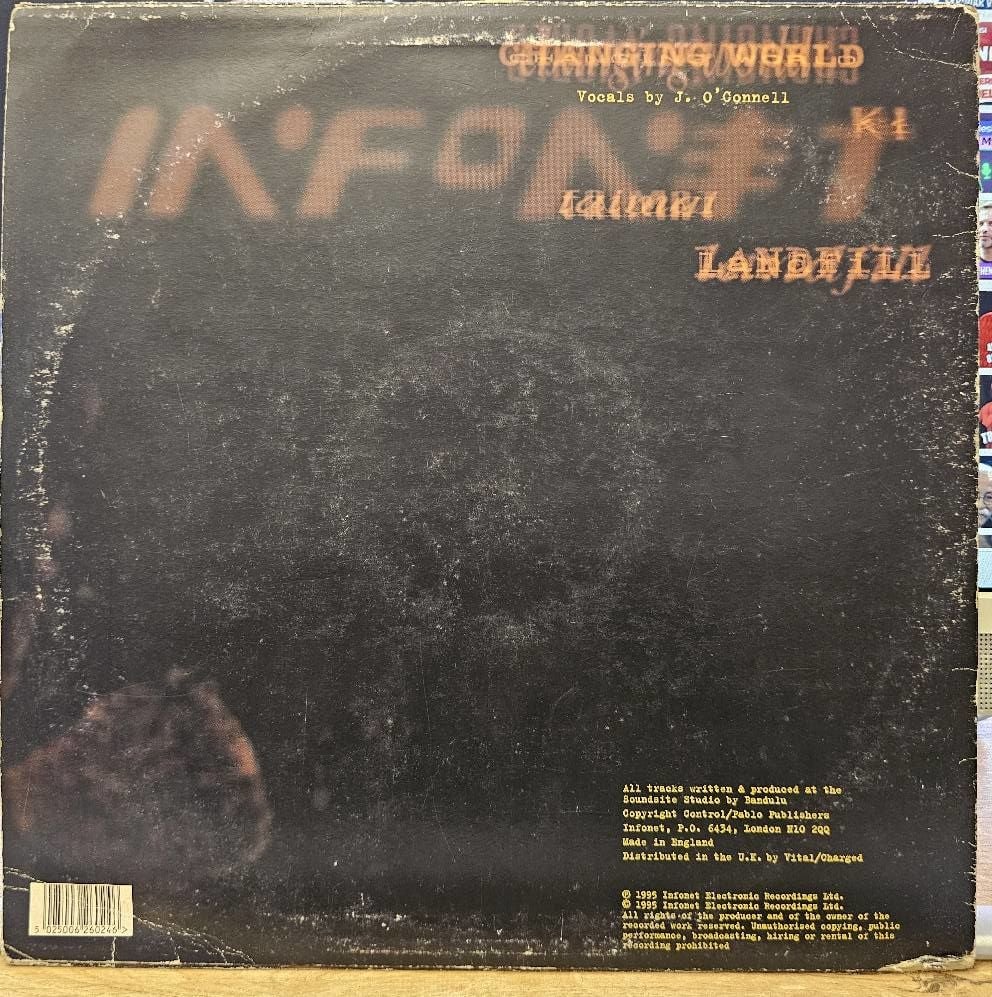 CHANGING WORLD
Vocals by J. O'Connell
INFONET
K1
LANDFILL
All tracks written & produced at the
Soundsite Studio by Bandulu
Copyright Control/Pablo Publishers
Infonet, P.O. 6434, London N10 2QQ
Made in England
Distributed in the U.K. by Vital/Charged
℗ 1995 Infonet Electronic Recordings Ltd.
© 1995 Infonet Electronic Recordings Ltd.
All rights of the producer and of the owner of the
recorded work reserved. Unauthorised copying, public
performance, broadcasting, hiring or rental of this
recording prohibited
5 025006 260246 >